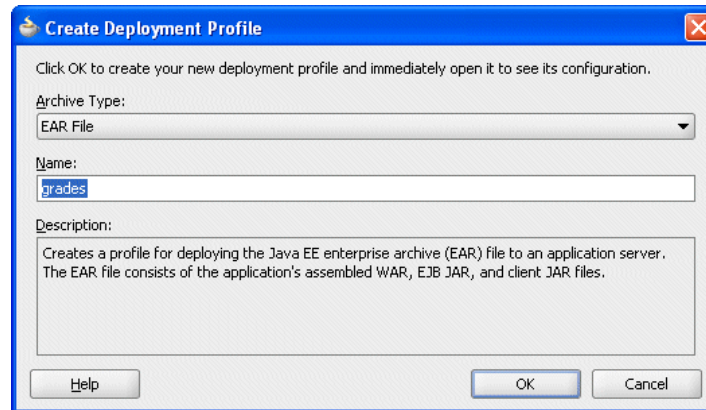 Create Deployment Profile
Click OK to create your new deployment profile and immediately open it to see its configuration.
Archive Type:
EAR File
Name:
grades
Description:
Creates a profile for deploying the Java EE enterprise archive (EAR) file to an application server.
The EAR file consists of the application's assembled WAR, EJB JAR, and client JAR files.
Help OK Cancel